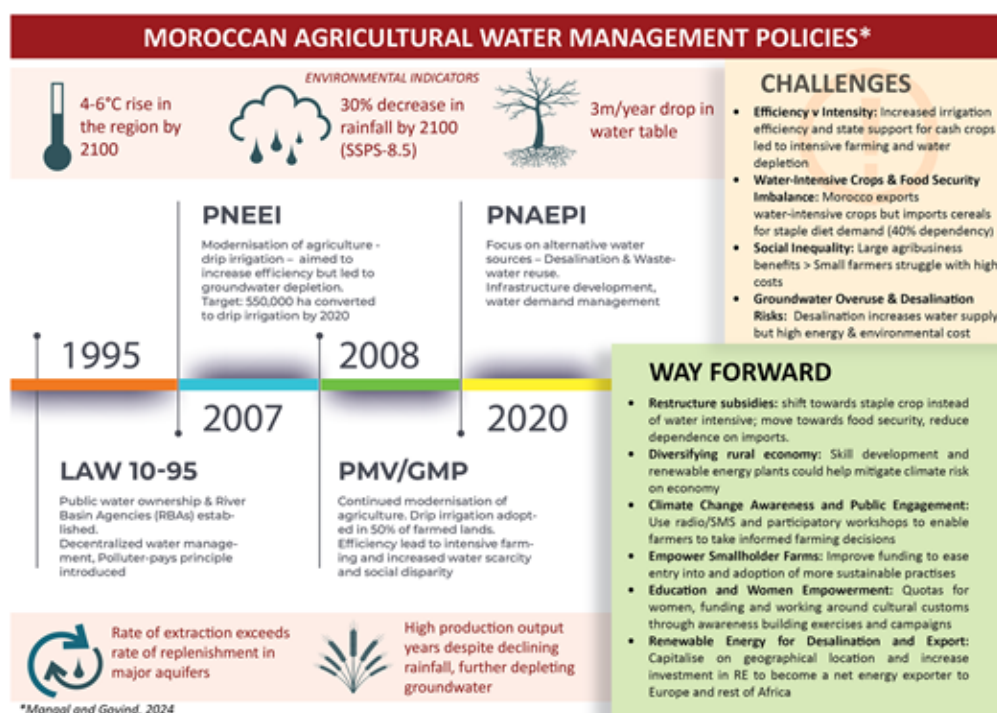 MOROCCAN AGRICULTURAL WATER MANAGEMENT POLICIES*
ENVIRONMENTAL INDICATORS
4-6°C rise in
the region by
2100
30% decrease in
rainfall by 2100
(SSPS-8.5)
3m/year drop in
water table
CHALLENGES
• Efficiency v Intensity: Increased irrigation
efficiency and state support for cash crops
led to intensive farming and water
depletion
• Water-Intensive Crops & Food Security
Imbalance: Morocco exports
water-intensive crops but imports cereals
for staple diet demand (40% dependency)
• Social Inequality: Large agribusiness
benefits > Small farmers struggle with high
costs
• Groundwater Overuse & Desalination
Risks: Desalination increases water supply
but high energy & environmental cost
PNEEI
Modernisation of agriculture -
drip irrigation – aimed to
increase efficiency but led to
groundwater depletion.
Target: 550,000 ha converted
to drip irrigation by 2020
PNAEPI
Focus on alternative water
sources – Desalination & Waste-
water reuse.
Infrastructure development,
water demand management
1995
2007
2008
2020
LAW 10-95
Public water ownership & River
Basin Agencies (RBAs) estab-
lished.
Decentralized water manage-
ment, Polluter-pays principle
introduced
PMV/GMP
Continued modernisation of
agriculture. Drip irrigation adopt-
ed in 50% of farmed lands.
Efficiency lead to intensive farm-
ing and increased water scarcity
and social disparity
WAY FORWARD
• Restructure subsidies: shift towards staple crop instead
of water intensive; move towards food security, reduce
dependence on imports.
• Diversifying rural economy: Skill development and
renewable energy plants could help mitigate climate risk
on economy
• Climate Change Awareness and Public Engagement:
Use radio/SMS and participatory workshops to enable
farmers to take informed farming decisions
• Empower Smallholder Farms: Improve funding to ease
entry into and adoption of more sustainable practises
• Education and Women Empowerment: Quotas for
women, funding and working around cultural customs
through awareness building exercises and campaigns
• Renewable Energy for Desalination and Export:
Capitalise on geographical location and increase
investment in RE to become a net energy exporter to
Europe and rest of Africa
Rate of extraction exceeds
rate of replenishment in
major aquifers
High production output
years despite declining
rainfall, further depleting
groundwater
*Mangal and Govind, 2024